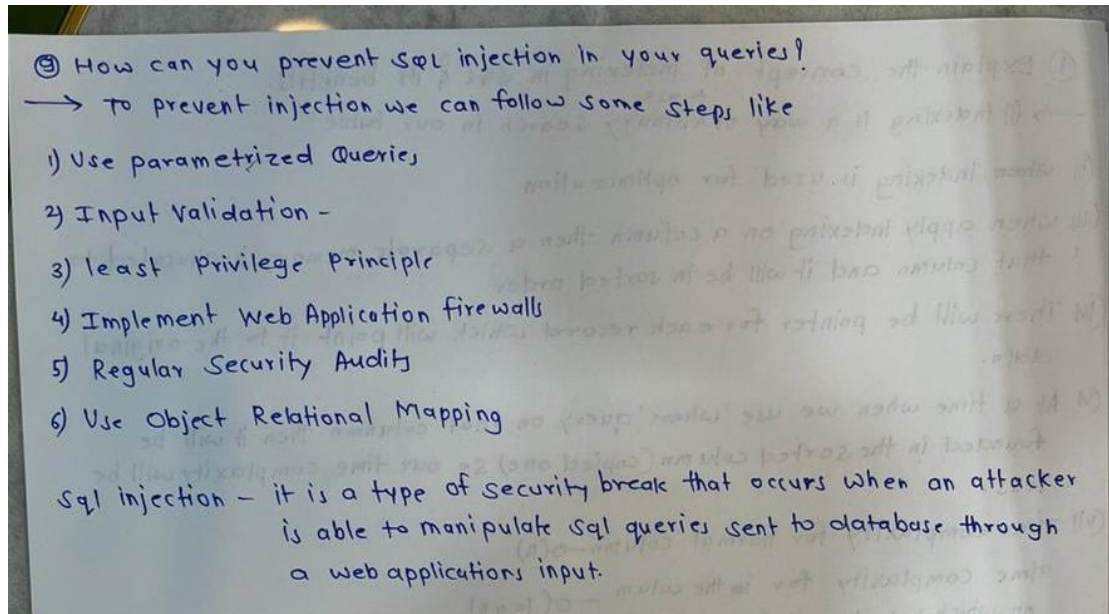 ⑨ How can you prevent SQL injection in your queries?
→ To prevent injection we can follow some steps like
1) Use parametrized Queries
2) Input Validation -
3) least Privilege Principle
4) Implement Web Application firewalls
5) Regular Security Audits
6) Use Object Relational Mapping
Sql injection - it is a type of security break that occurs when an attacker
is able to manipulate sql queries sent to database through
a web applications input.